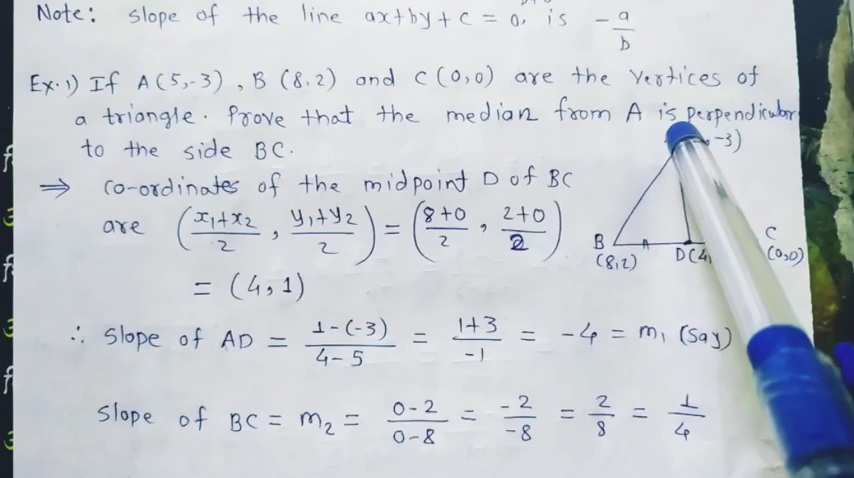 Note: slope of the line ax+by+c=0, is -a/b
Ex.1) If A(5,-3), B(8,2) and C(0,0) are the vertices of
a triangle. Prove that the median from A is perpendicular
to the side BC.
⇒ co-ordinates of the midpoint D of BC
are ((x₁+x₂)/2, (y₁+y₂)/2) = ((8+0)/2, (2+0)/2)
= (4,1)
-3)
B
(8,2)
D(4,
C
(0,0)
∴ Slope of AD = (1-(-3))/(4-5) = (1+3)/(-1) = -4 = m₁ (say)
Slope of BC = m₂ = (0-2)/(0-8) = (-2)/(-8) = 2/8 = 1/4